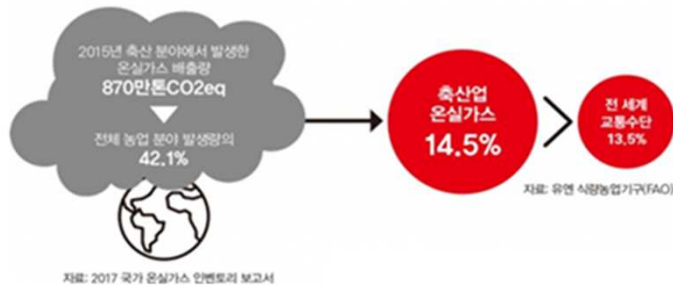 2015년 축산 분야에서 발생한
온실가스 배출량
870만톤CO2eq
전체 농업 분야 발생량의
42.1%
자료: 2017 국가 온실가스 인벤토리 보고서
축산업
온실가스
14.5%
전 세계
교통수단
13.5%
자료: 유엔 식량농업기구(FAO)